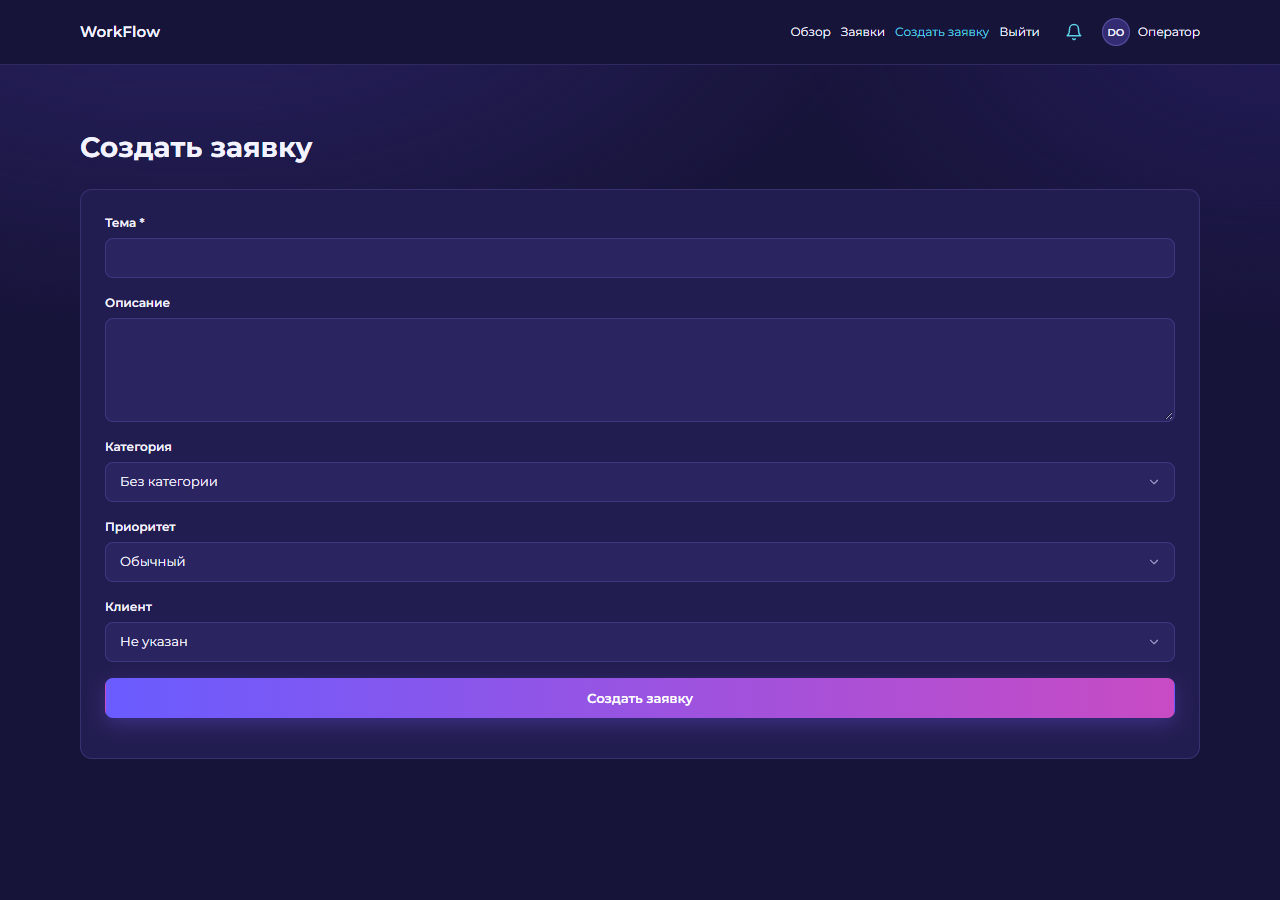 WorkFlow
Обзор Заявки Создать заявку Выйти DO Оператор
Создать заявку
Тема *
Описание
Категория
Без категории
Приоритет
Обычный
Клиент
Не указан
Создать заявку